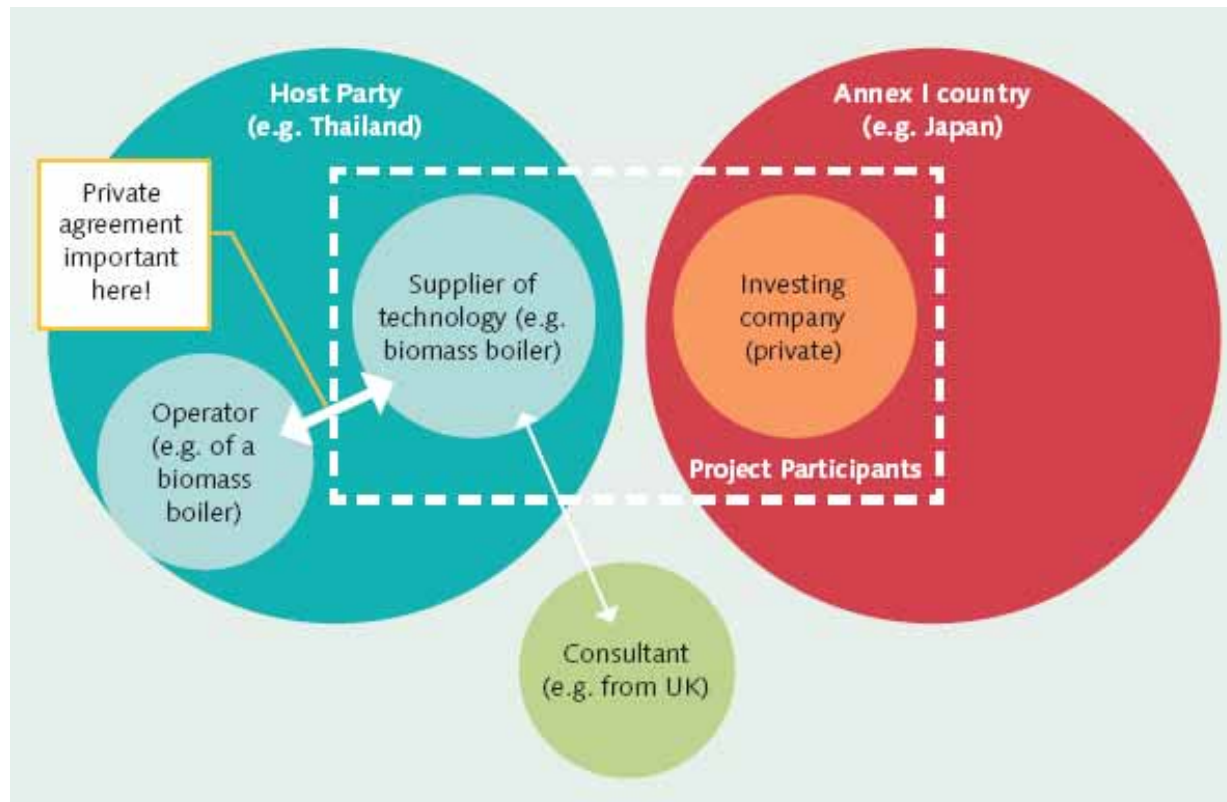 Host Party
(e.g. Thailand)
Annex I country
(e.g. Japan)
Private
agreement
important
here!
Supplier of
technology (e.g.
biomass boiler)
Investing
company
(private)
Operator
(e.g. of a
biomass
boiler)
Project Participants
Consultant
(e.g. from UK)